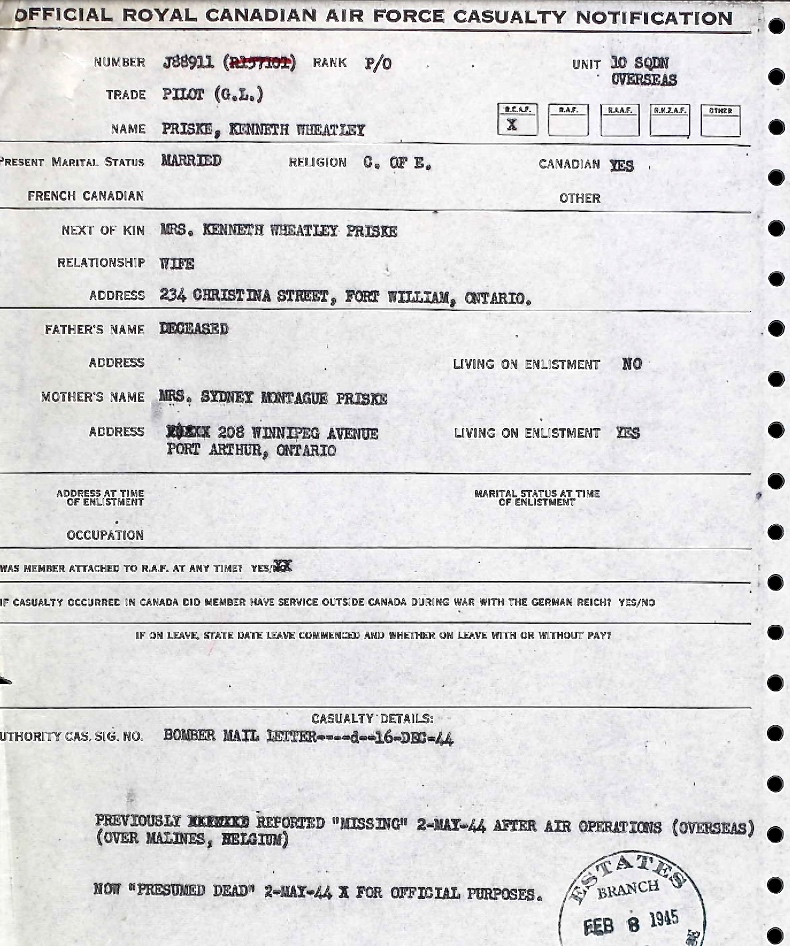 OFFICIAL ROYAL CANADIAN AIR FORCE CASUALTY NOTIFICATION
NUMBER J88911 (R157101) RANK P/O UNIT 10 SQDN
OVERSEAS
TRADE PILOT (G.L.)
R.C.A.F. R.A.F. R.A.A.F. R.N.Z.A.F. OTHER
NAME PRISKE, KENNETH WHEATLEY X
PRESENT MARITAL STATUS MARRIED RELIGION C. OF E. CANADIAN YES
FRENCH CANADIAN OTHER
NEXT OF KIN MRS. KENNETH WHEATLEY PRISKE
RELATIONSHIP WIFE
ADDRESS 234 CHRISTINA STREET, FORT WILLIAM, ONTARIO.
FATHER'S NAME DECEASED
ADDRESS LIVING ON ENLISTMENT NO
MOTHER'S NAME MRS. SYDNEY MONTAGUE PRISKE
ADDRESS 208 WINNIPEG AVENUE LIVING ON ENLISTMENT YES
PORT ARTHUR, ONTARIO
ADDRESS AT TIME MARITAL STATUS AT TIME
OF ENLISTMENT OF ENLISTMENT
OCCUPATION
WAS MEMBER ATTACHED TO R.A.F. AT ANY TIME? YES/XX
IF CASUALTY OCCURRED IN CANADA DID MEMBER HAVE SERVICE OUTSIDE CANADA DURING WAR WITH THE GERMAN REICH? YES/NO
IF ON LEAVE, STATE DATE LEAVE COMMENCED AND WHETHER ON LEAVE WITH OR WITHOUT PAY?
CASUALTY DETAILS:
UTHORITY CAS. SIG. NO. BOMBER MAIL LETTER----d--16-DEC-44
PREVIOUSLY REPORTED "MISSING" 2-MAY-44 AFTER AIR OPERATIONS (OVERSEAS)
(OVER MALINES, BELGIUM)
NOW "PRESUMED DEAD" 2-MAY-44 X FOR OFFICIAL PURPOSES.
ESTATES
BRANCH
FEB 8 1945